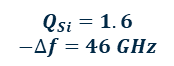 Q_Si = 1.6
−Δf = 46 GHz